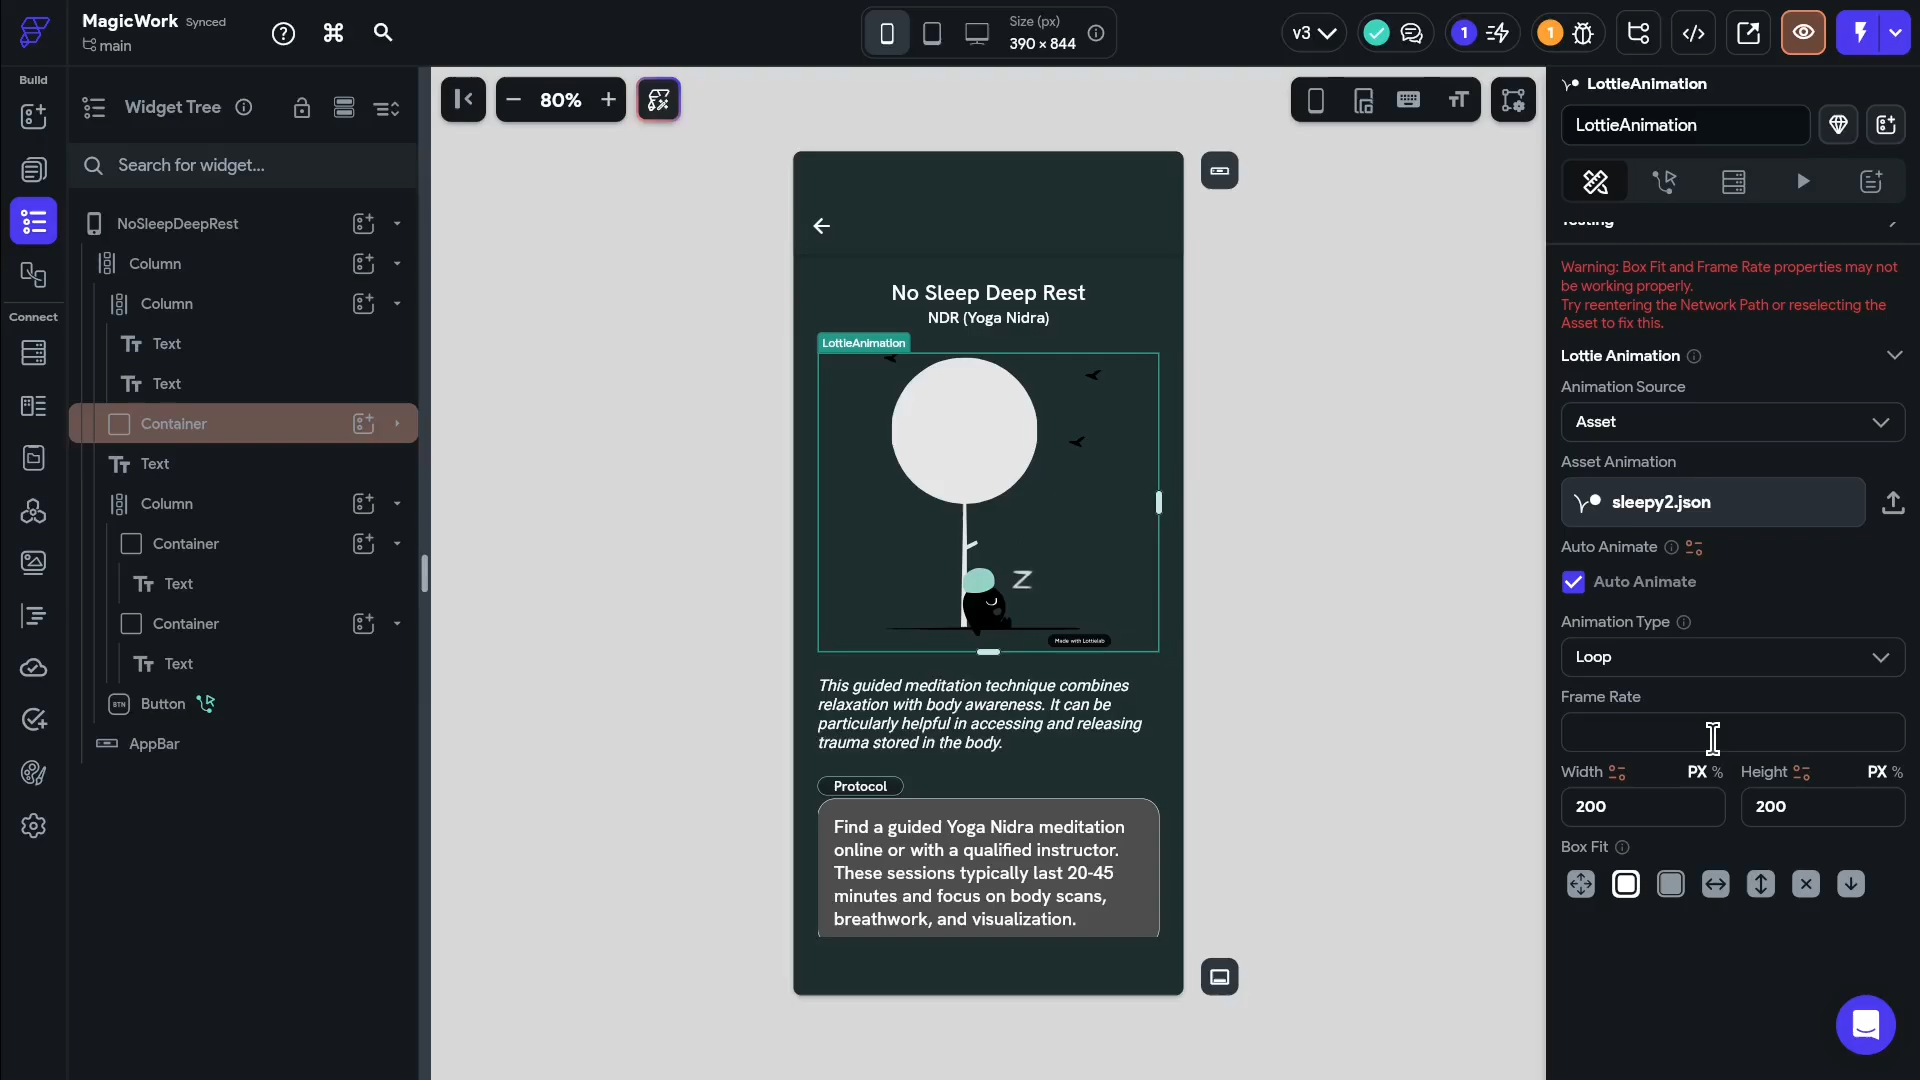 MagicWork Synced
main
Size (px)
390 × 844
v3
1
1
Build
Connect
Widget Tree
Search for widget...
NoSleepDeepRest
Column
Column
Text
Text
Container
Text
Column
Container
Text
Container
Text
BTN Button
AppBar
80%
No Sleep Deep Rest
NDR (Yoga Nidra)
LottieAnimation
Z
Made with Lottielab
This guided meditation technique combines
relaxation with body awareness. It can be
particularly helpful in accessing and releasing
trauma stored in the body.
Protocol
Find a guided Yoga Nidra meditation
online or with a qualified instructor.
These sessions typically last 20-45
minutes and focus on body scans,
breathwork, and visualization.
LottieAnimation
LottieAnimation
Testing
Warning: Box Fit and Frame Rate properties may not
be working properly.
Try reentering the Network Path or reselecting the
Asset to fix this.
Lottie Animation
Animation Source
Asset
Asset Animation
sleepy2.json
Auto Animate
Auto Animate
Animation Type
Loop
Frame Rate
Width PX % Height PX %
200 200
Box Fit